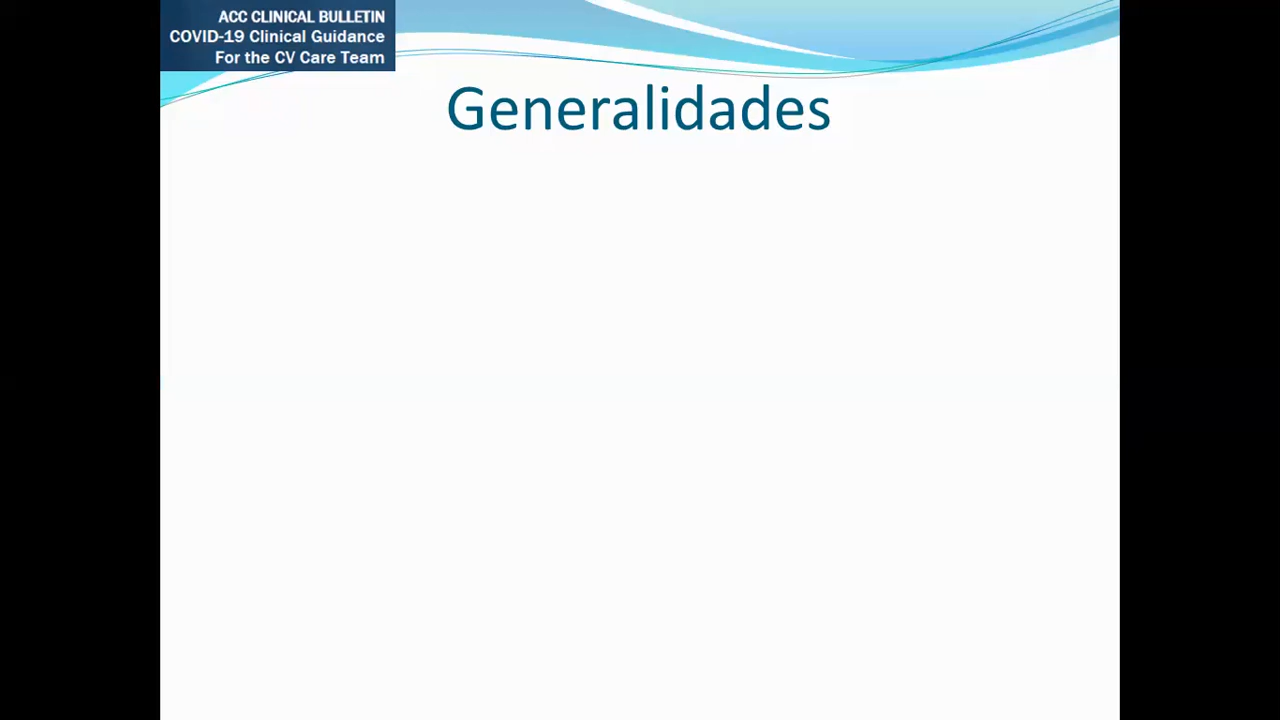 ACC CLINICAL BULLETIN
COVID-19 Clinical Guidance
For the CV Care Team
Generalidades